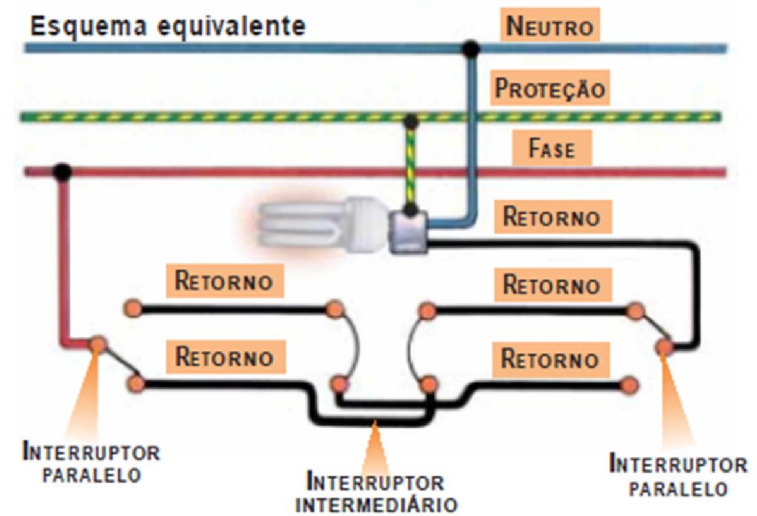 Esquema equivalente
NEUTRO
PROTEÇÃO
FASE
RETORNO
RETORNO
RETORNO
RETORNO
RETORNO
INTERRUPTOR
PARALELO
INTERRUPTOR
INTERMEDIÁRIO
INTERRUPTOR
PARALELO